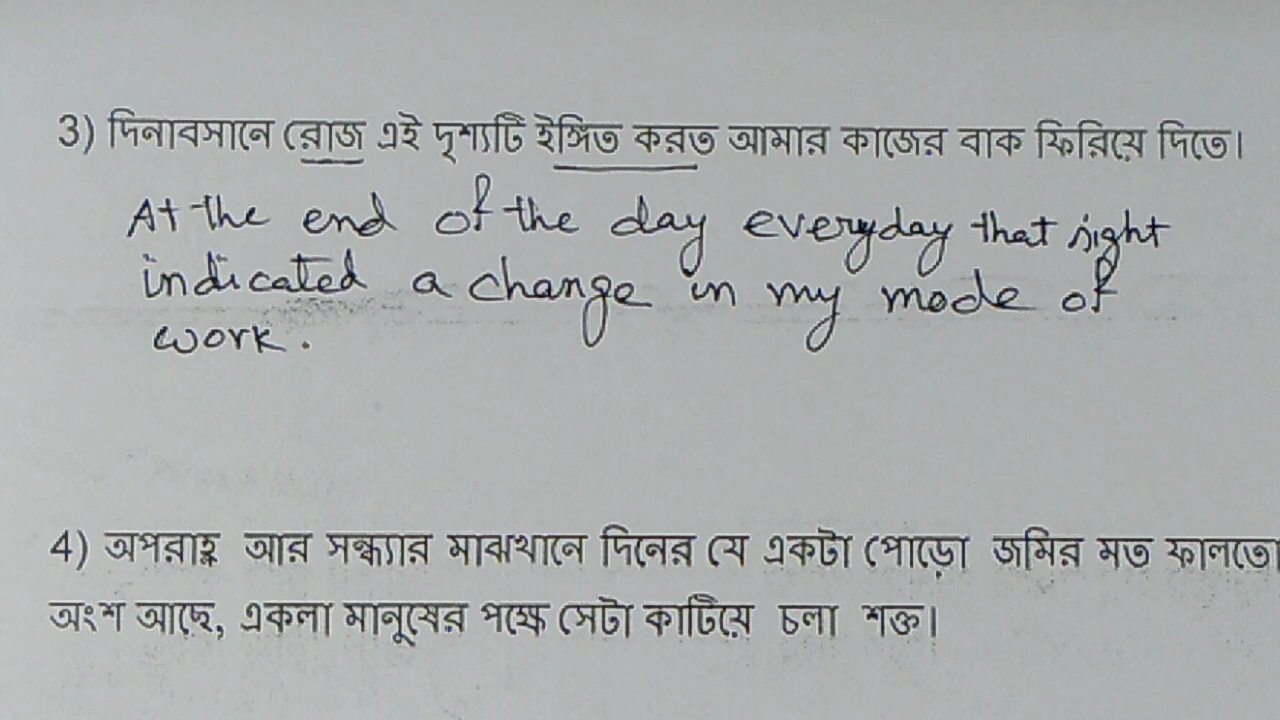 3) দিনাবসানে রোজ এই দৃশ্যটি ইঙ্গিত করত আমার কাজের বাক ফিরিয়ে দিতে।
At the end of the day everyday that sight
indicated a change in my mode of
work.
4) অপরাহ্ন আর সন্ধ্যার মাঝখানে দিনের যে একটা পোড়ো জমির মত ফালতো
অংশ আছে, একলা মানুষের পক্ষে সেটা কাটিয়ে চলা শক্ত।